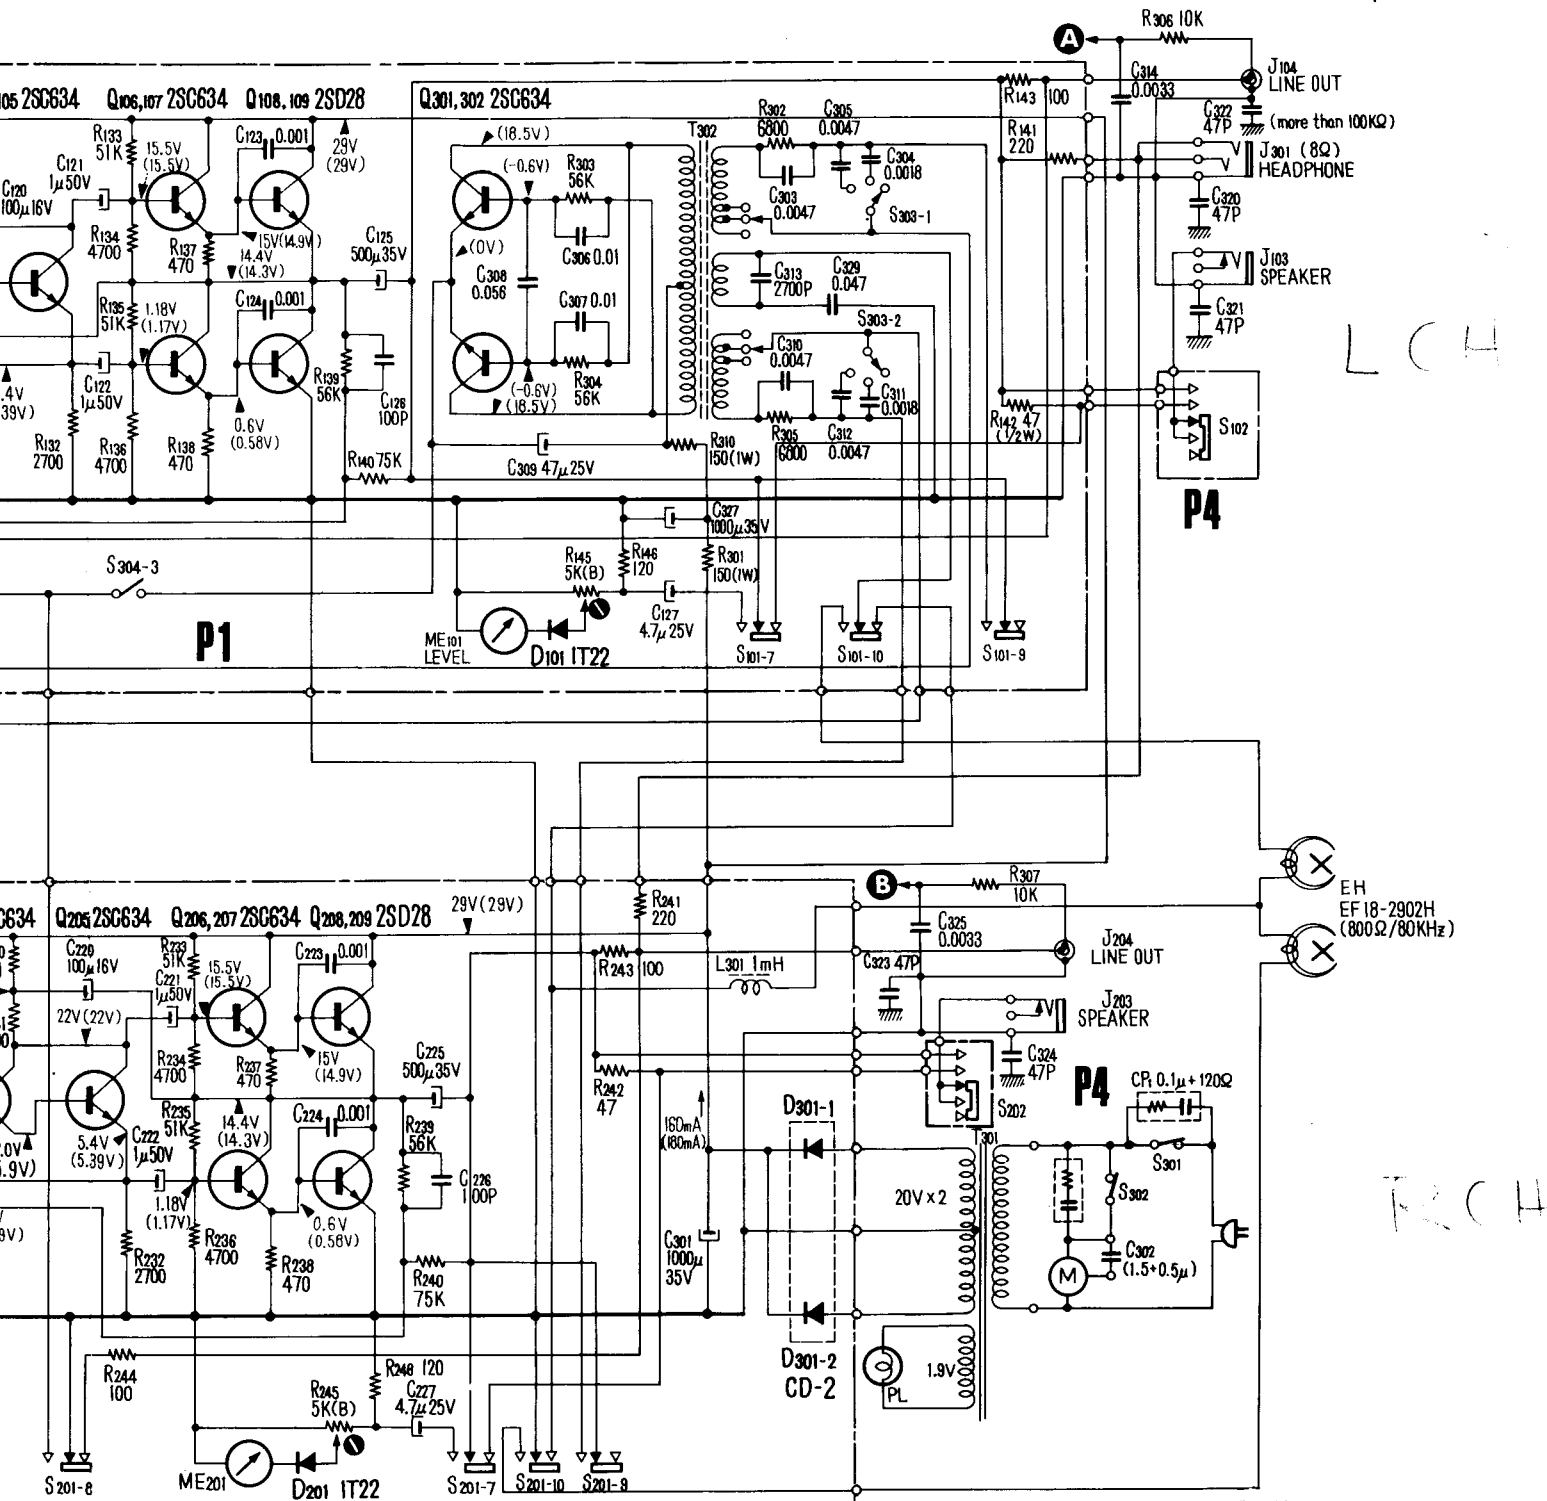 R306 10K
A
J104
LINE OUT
C314
0.0033
105 2SC634
Q106,107 2SC634
Q108,109 2SD28
Q301,302 2SC634
R143 100
C322
47P
(more than 100KΩ)
R133
51K
15.5V
(15.5V)
C123 0.001
29V
(29V)
(18.5V)
T302
R302
6800
C305
0.0047
R141
220
J301 (8Ω)
HEADPHONE
C121
1μ50V
(-0.6V)
R303
56K
C304
0.0018
C120
100μ16V
C303
0.0047
S303-1
C320
47P
R134
4700
R137
470
15V(14.9V)
14.4V
(14.3V)
C125
500μ35V
(0V)
C306 0.01
C308
0.056
C313
2700P
C329
0.047
J103
SPEAKER
R135
51K
1.18V
(1.17V)
C124 0.001
C307 0.01
S303-2
C321
47P
LCH
C310
0.0047
R139
56K
C122
1μ50V
C126
100P
R304
56K
(-0.6V)
(18.5V)
C311
0.0018
.4V
39V)
0.6V
(0.58V)
R142 47
(1/2W)
S102
R132
2700
R136
4700
R138
470
R140 75K
C309 47μ25V
R310
150(1W)
R305
6800
C312
0.0047
P4
C327
1000μ35V
S304-3
R145
5K(B)
R146
120
R301
150(1W)
P1
ME101
LEVEL
D101 1T22
C127
4.7μ25V
S101-7
S101-10
S101-9
EH
EF18-2902H
(800Ω/80KHz)
B
R307
10K
C634
Q205 2SC634
Q206,207 2SC634
Q208,209 2SD28
29V(29V)
R241
220
C325
0.0033
J204
LINE OUT
C220
100μ16V
R233
51K
C223 0.001
15.5V
(15.5V)
C221
1μ50V
R243 100
L301 1mH
C323 47P
J203
SPEAKER
22V(22V)
R234
4700
R237
470
15V
(14.9V)
C225
500μ35V
R242
47
C324
47P
P4
CP1 0.1μ+120Ω
S202
R235
51K
14.4V
(14.3V)
C224 0.001
R239
56K
160mA
(180mA)
D301-1
T301
S301
5.4V
(5.39V)
C222
1μ50V
C226
100P
20V×2
S302
1.18V
(1.17V)
0.6V
(0.58V)
RCH
R232
2700
R236
4700
R238
470
R240
75K
C301
1000μ
35V
M
C302
(1.5+0.5μ)
R244
100
R246 120
D301-2
CD-2
PL
1.9V
R245
5K(B)
C227
4.7μ25V
S201-8
ME201
D201 1T22
S201-7
S201-10
S201-9